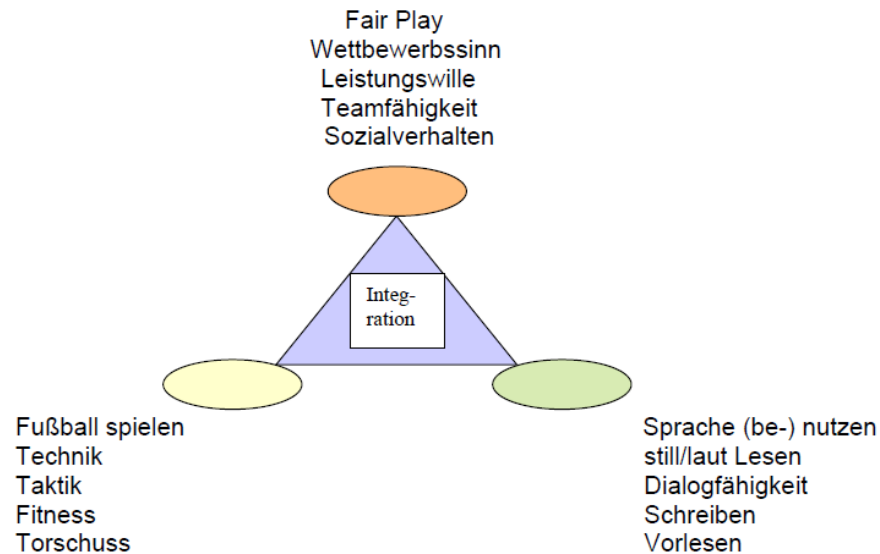 Fair Play
Wettbewerbssinn
Leistungswille
Teamfähigkeit
Sozialverhalten
Integ-
ration
Fußball spielen
Technik
Taktik
Fitness
Torschuss
Sprache (be-) nutzen
still/laut Lesen
Dialogfähigkeit
Schreiben
Vorlesen